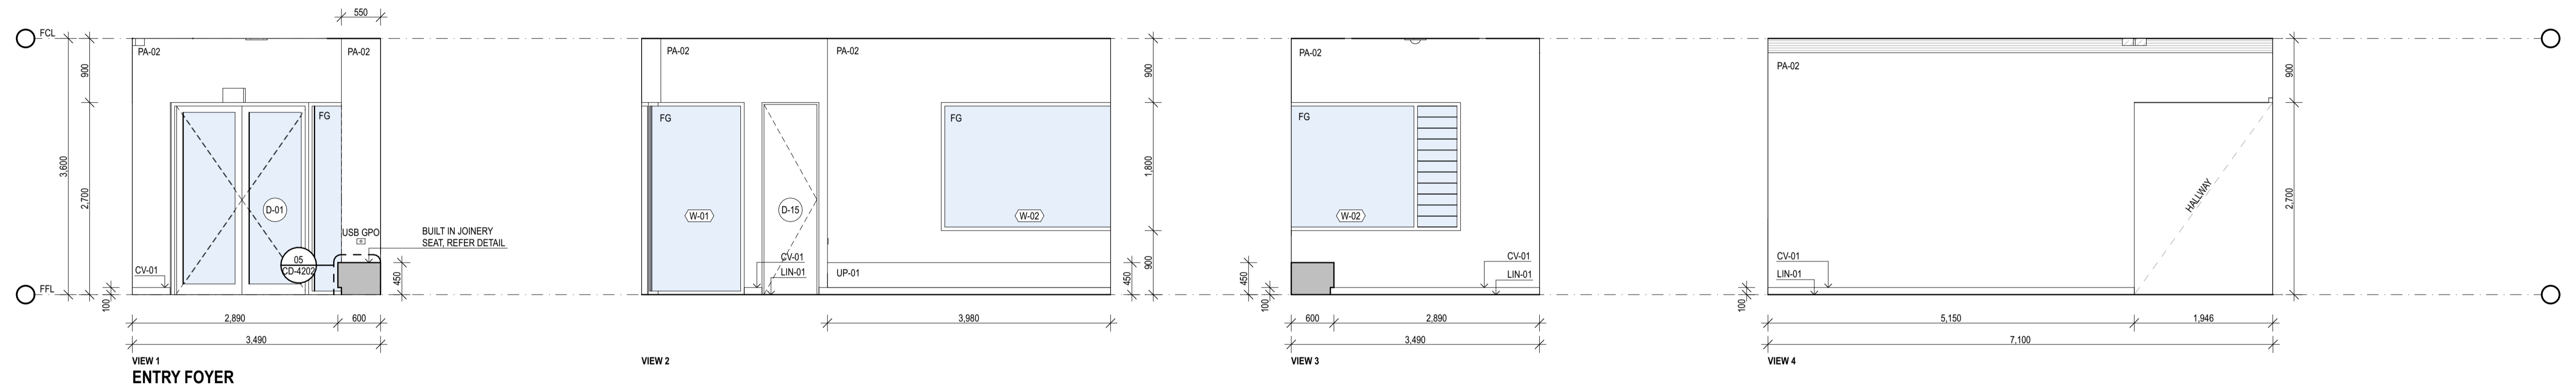 550
FCL
PA-02
PA-02
900
3,600
2,700
FG
D-01
USB GPO
BUILT IN JOINERY
SEAT, REFER DETAIL
05
CD-4202
CV-01
450
FFL
100
2,890
600
3,490
VIEW 1
ENTRY FOYER
PA-02
PA-02
900
FG
FG
1,800
W-01
D-15
W-02
CV-01
LIN-01
UP-01
450
900
3,980
VIEW 2
PA-02
FG
W-02
CV-01
450
LIN-01
100
600
2,890
3,490
VIEW 3
PA-02
900
HALLWAY
2,700
CV-01
LIN-01
100
5,150
1,946
7,100
VIEW 4